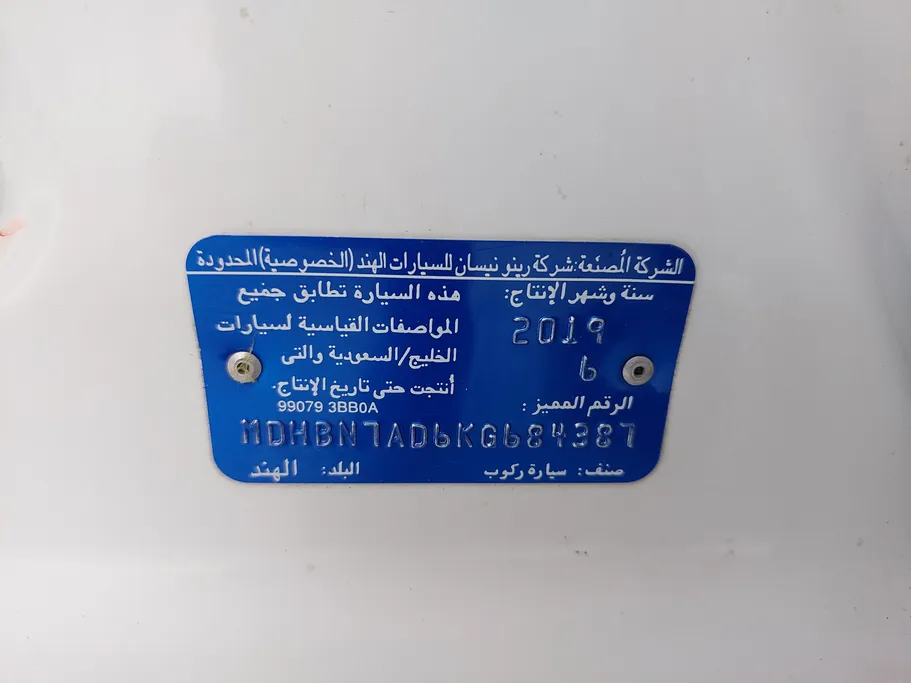 الشركة المُصنّعة: شركة رينو نيسان للسيارات الهند (الخصوصية) المحدودة
سنة وشهر الإنتاج:
2019
6
هذه السيارة تطابق جميع
المواصفات القياسية لسيارات
الخليج/السعودية والتى
أنتجت حتى تاريخ الإنتاج.
99079 3BB0A
الرقم المميز :
MDHBN7AD6KG684387
صنف: سيارة ركوب
البلد: الهند